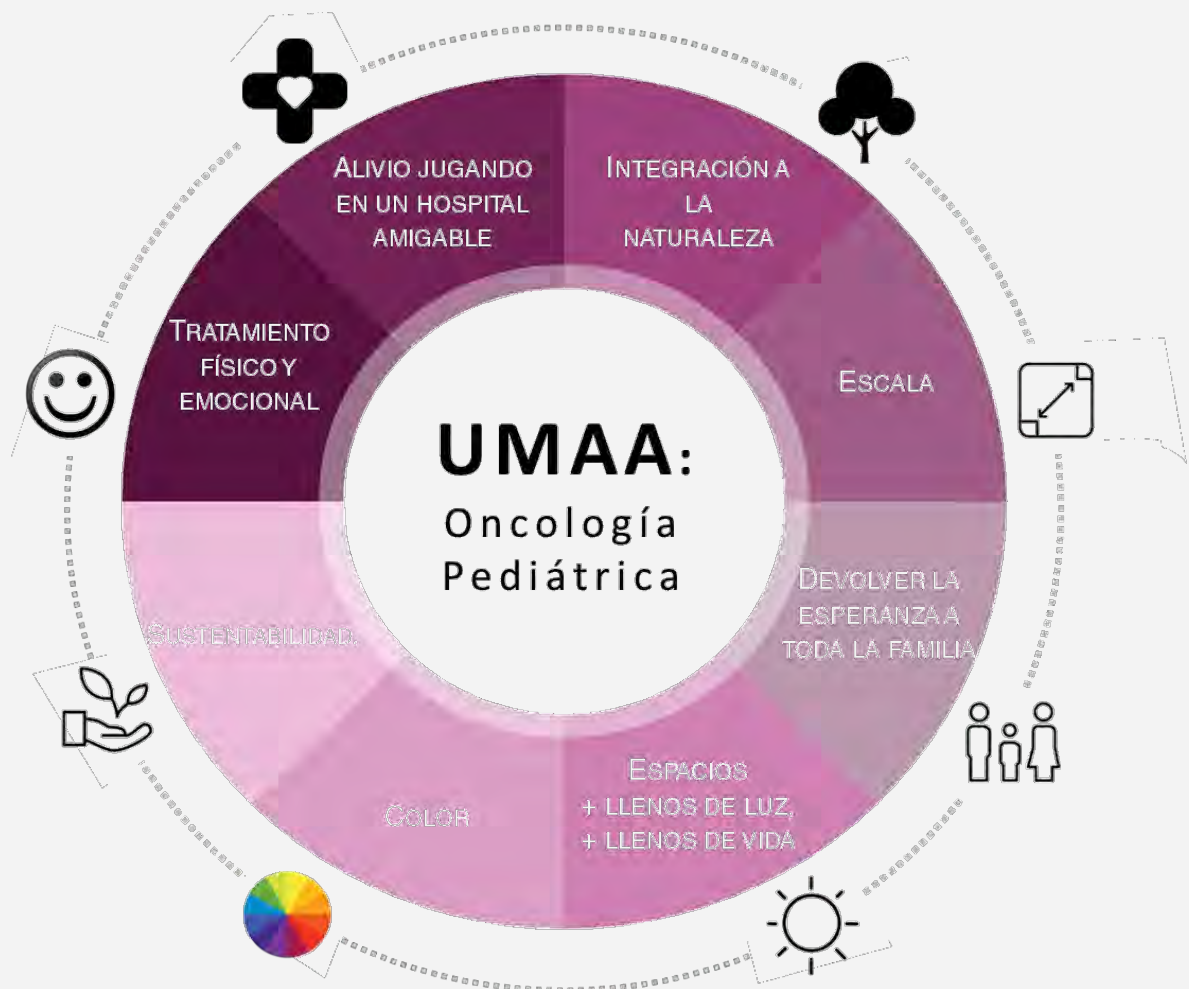 ALIVIO JUGANDO
EN UN HOSPITAL
AMIGABLE
INTEGRACIÓN A
LA
NATURALEZA
TRATAMIENTO
FÍSICO Y
EMOCIONAL
ESCALA
UMAA:
Oncología
Pediátrica
DEVOLVER LA
ESPERANZA A
TODA LA FAMILIA
SUSTENTABILIDAD.
COLOR
ESPACIOS
+ LLENOS DE LUZ,
+ LLENOS DE VIDA